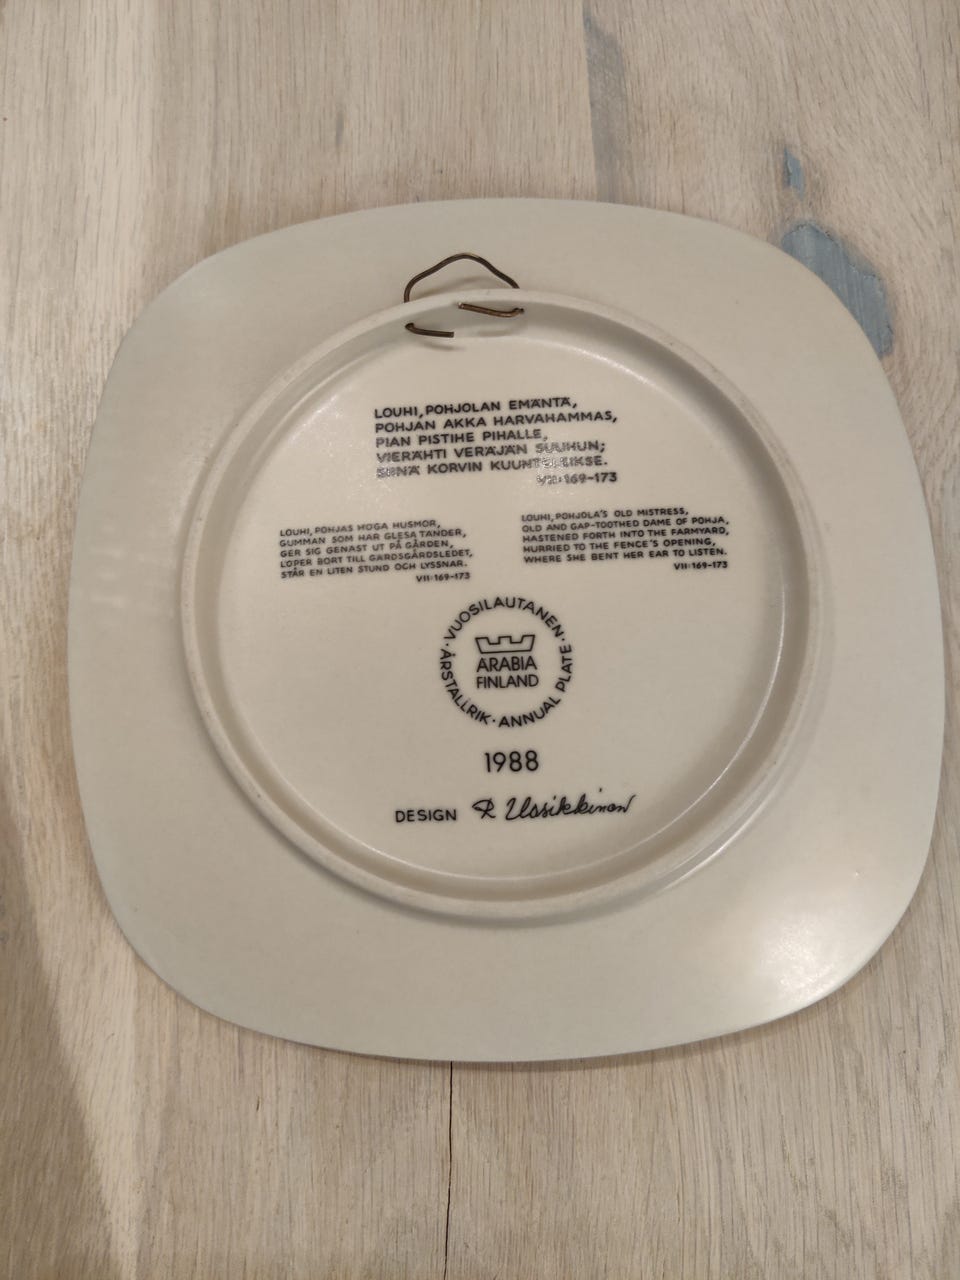 LOUHI, POHJOLAN EMÄNTÄ,
POHJAN AKKA HARVAHAMMAS,
PIAN PISTIHE PIHALLE,
VIERÄHTI VERÄJÄN SUUHUN;
SIINÄ KORVIN KUUNTELEIKSE.
VII:169-173
LOUHI, POHJAS HÖGA HUSMOR,
GUMMAN SOM HAR GLESA TÄNDER,
GER SIG GENAST UT PÅ GÅRDEN,
LÖPER BORT TILL GÄRDSGÅRDSLEDET,
STÅR EN LITEN STUND OCH LYSSNAR.
VII:169-173
LOUHI, POHJOLA'S OLD MISTRESS,
OLD AND GAP-TOOTHED DAME OF POHJA,
HASTENED FORTH INTO THE FARMYARD,
HURRIED TO THE FENCE'S OPENING,
WHERE SHE BENT HER EAR TO LISTEN.
VII:169-173
· VUOSILAUTANEN · ANNUAL PLATE · ÅRSTALLRIK
ARABIA
FINLAND
1988
DESIGN R Uosikkinen